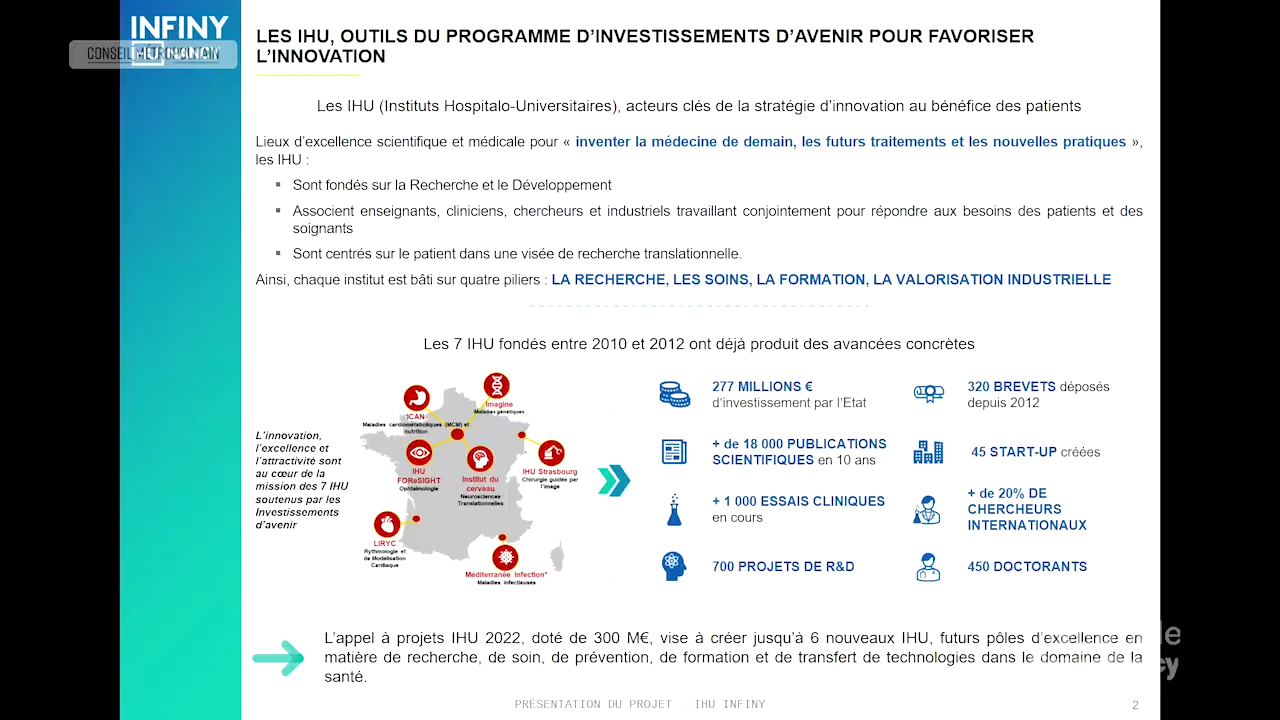 INFINY
CONSEIL MÉTROPOLITAIN
LES IHU, OUTILS DU PROGRAMME D’INVESTISSEMENTS D’AVENIR POUR FAVORISER
L’INNOVATION
Les IHU (Instituts Hospitalo-Universitaires), acteurs clés de la stratégie d’innovation au bénéfice des patients
Lieux d’excellence scientifique et médicale pour « inventer la médecine de demain, les futurs traitements et les nouvelles pratiques »,
les IHU :
Sont fondés sur la Recherche et le Développement
Associent enseignants, cliniciens, chercheurs et industriels travaillant conjointement pour répondre aux besoins des patients et des
soignants
Sont centrés sur le patient dans une visée de recherche translationnelle.
Ainsi, chaque institut est bâti sur quatre piliers : LA RECHERCHE, LES SOINS, LA FORMATION, LA VALORISATION INDUSTRIELLE
Les 7 IHU fondés entre 2010 et 2012 ont déjà produit des avancées concrètes
L’innovation,
l’excellence et
l’attractivité sont
au cœur de la
mission des 7 IHU
soutenus par les
Investissements
d’avenir
ICAN
Maladies cardiométaboliques (MCM) et
nutrition
Imagine
Maladies génétiques
IHU
FOReSIGHT
Ophtalmologie
Institut du
cerveau
Neurosciences
Translationnelles
IHU Strasbourg
Chirurgie guidée par
l’image
LIRYC
Rythmologie et
de Modélisation
Cardiaque
Méditerranée Infection*
Maladies infectieuses
277 MILLIONS €
d’investissement par l’Etat
+ de 18 000 PUBLICATIONS
SCIENTIFIQUES en 10 ans
+ 1 000 ESSAIS CLINIQUES
en cours
700 PROJETS DE R&D
320 BREVETS déposés
depuis 2012
45 START-UP créées
+ de 20% DE
CHERCHEURS
INTERNATIONAUX
450 DOCTORANTS
L’appel à projets IHU 2022, doté de 300 M€, vise à créer jusqu’à 6 nouveaux IHU, futurs pôles d’excellence en
matière de recherche, de soin, de prévention, de formation et de transfert de technologies dans le domaine de la
santé.
PRÉSENTATION DU PROJET - IHU INFINY
2